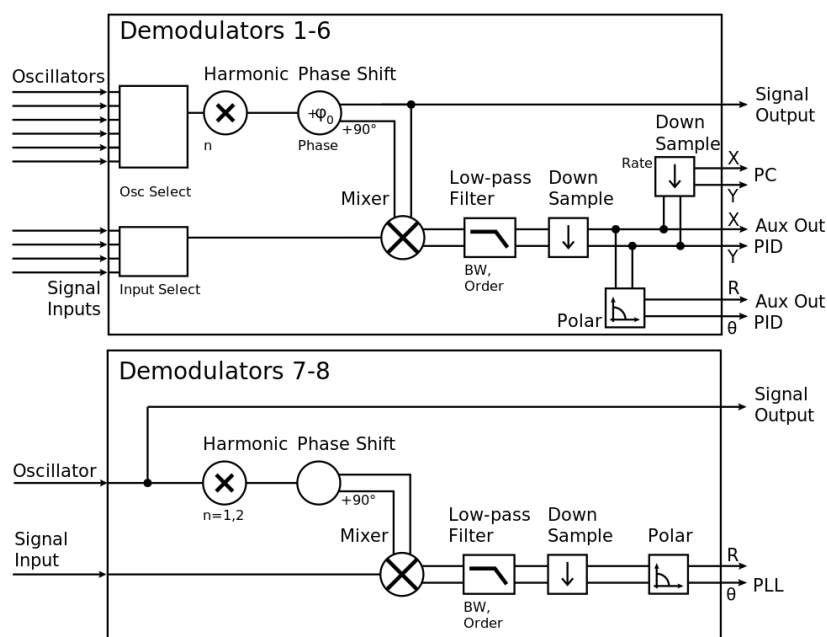 Demodulators 1-6
Oscillators
Harmonic
Phase Shift
+φ0
+90°
n
Phase
Osc Select
Signal
Output
Down
Sample
Rate
X
PC
Y
Mixer
Low-pass
Filter
Down
Sample
X
Aux Out
PID
Y
BW,
Order
Input Select
Signal
Inputs
R
Aux Out
Polar
PID
θ
Demodulators 7-8
Signal
Output
Harmonic
Phase Shift
Oscillator
+90°
n=1,2
Signal
Input
Mixer
Low-pass
Filter
Down
Sample
Polar
R
PLL
θ
BW,
Order